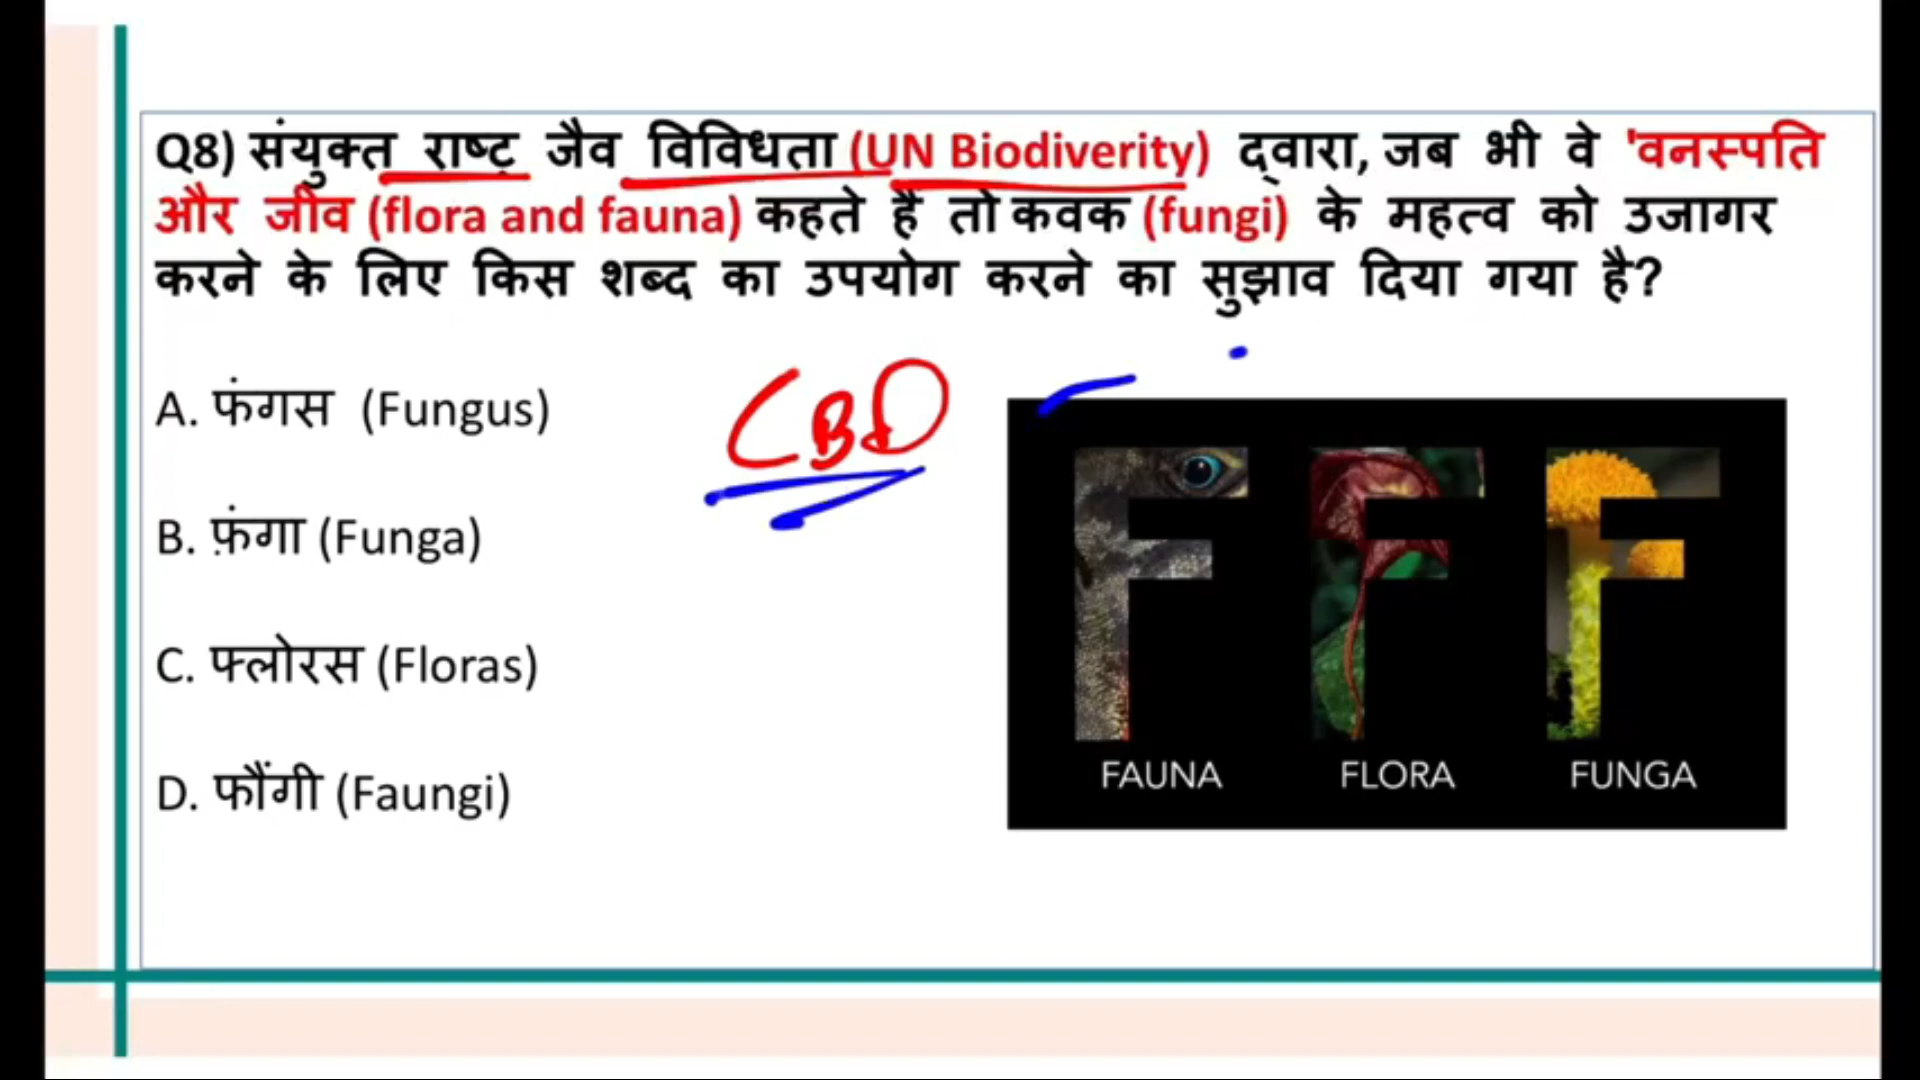 Q8) संयुक्त राष्ट्र जैव विविधता (UN Biodiverity) द्वारा, जब भी वे 'वनस्पति
और जीव (flora and fauna) कहते हैं तो कवक (fungi) के महत्व को उजागर
करने के लिए किस शब्द का उपयोग करने का सुझाव दिया गया है?
A. फंगस (Fungus)
CBD
B. फ़ंगा (Funga)
C. फ्लोरस (Floras)
D. फौंगी (Faungi)
FAUNA FLORA FUNGA